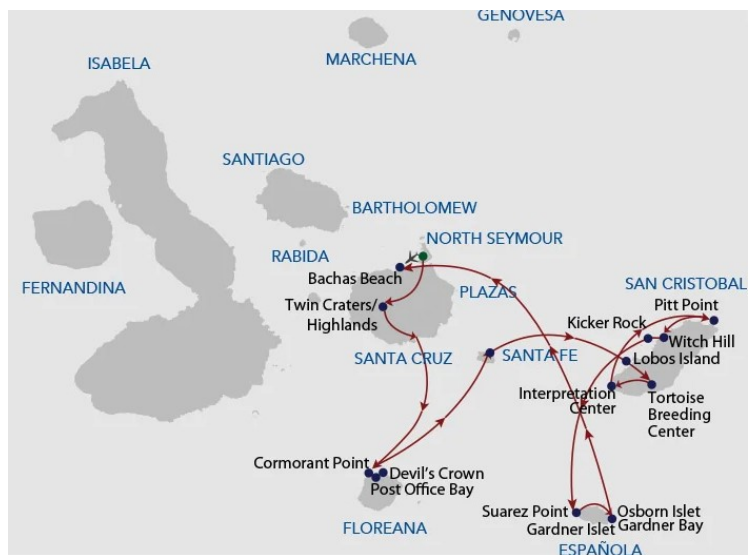 GENOVESA
MARCHENA
ISABELA
SANTIAGO
BARTHOLOMEW
NORTH SEYMOUR
RABIDA
Bachas Beach
FERNANDINA
PLAZAS
SAN CRISTOBAL
Twin Craters/
Highlands
Pitt Point
Kicker Rock
Witch Hill
SANTA CRUZ
SANTA FE
Lobos Island
Interpretation
Center
Tortoise
Breeding
Center
Cormorant Point
Devil's Crown
Post Office Bay
FLOREANA
Suarez Point
Osborn Islet
Gardner Islet
Gardner Bay
ESPAÑOLA